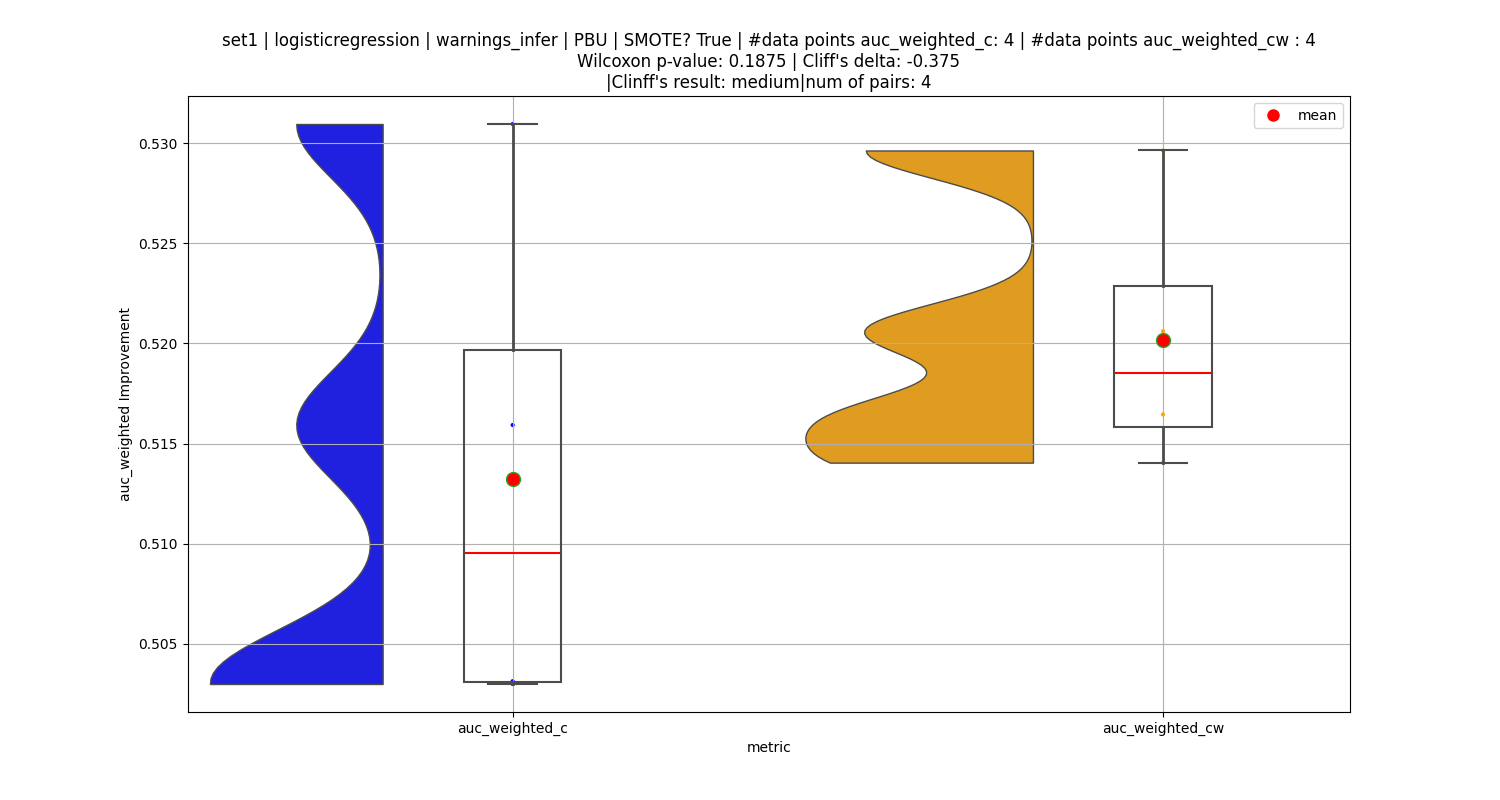 set1 | logisticregression | warnings_infer | PBU | SMOTE? True | #data points auc_weighted_c: 4 | #data points auc_weighted_cw : 4
Wilcoxon p-value: 0.1875 | Cliff's delta: -0.375
|Clinff's result: medium|num of pairs: 4
mean
0.530
0.525
0.520
0.515
0.510
0.505
auc_weighted Improvement
auc_weighted_c
auc_weighted_cw
metric